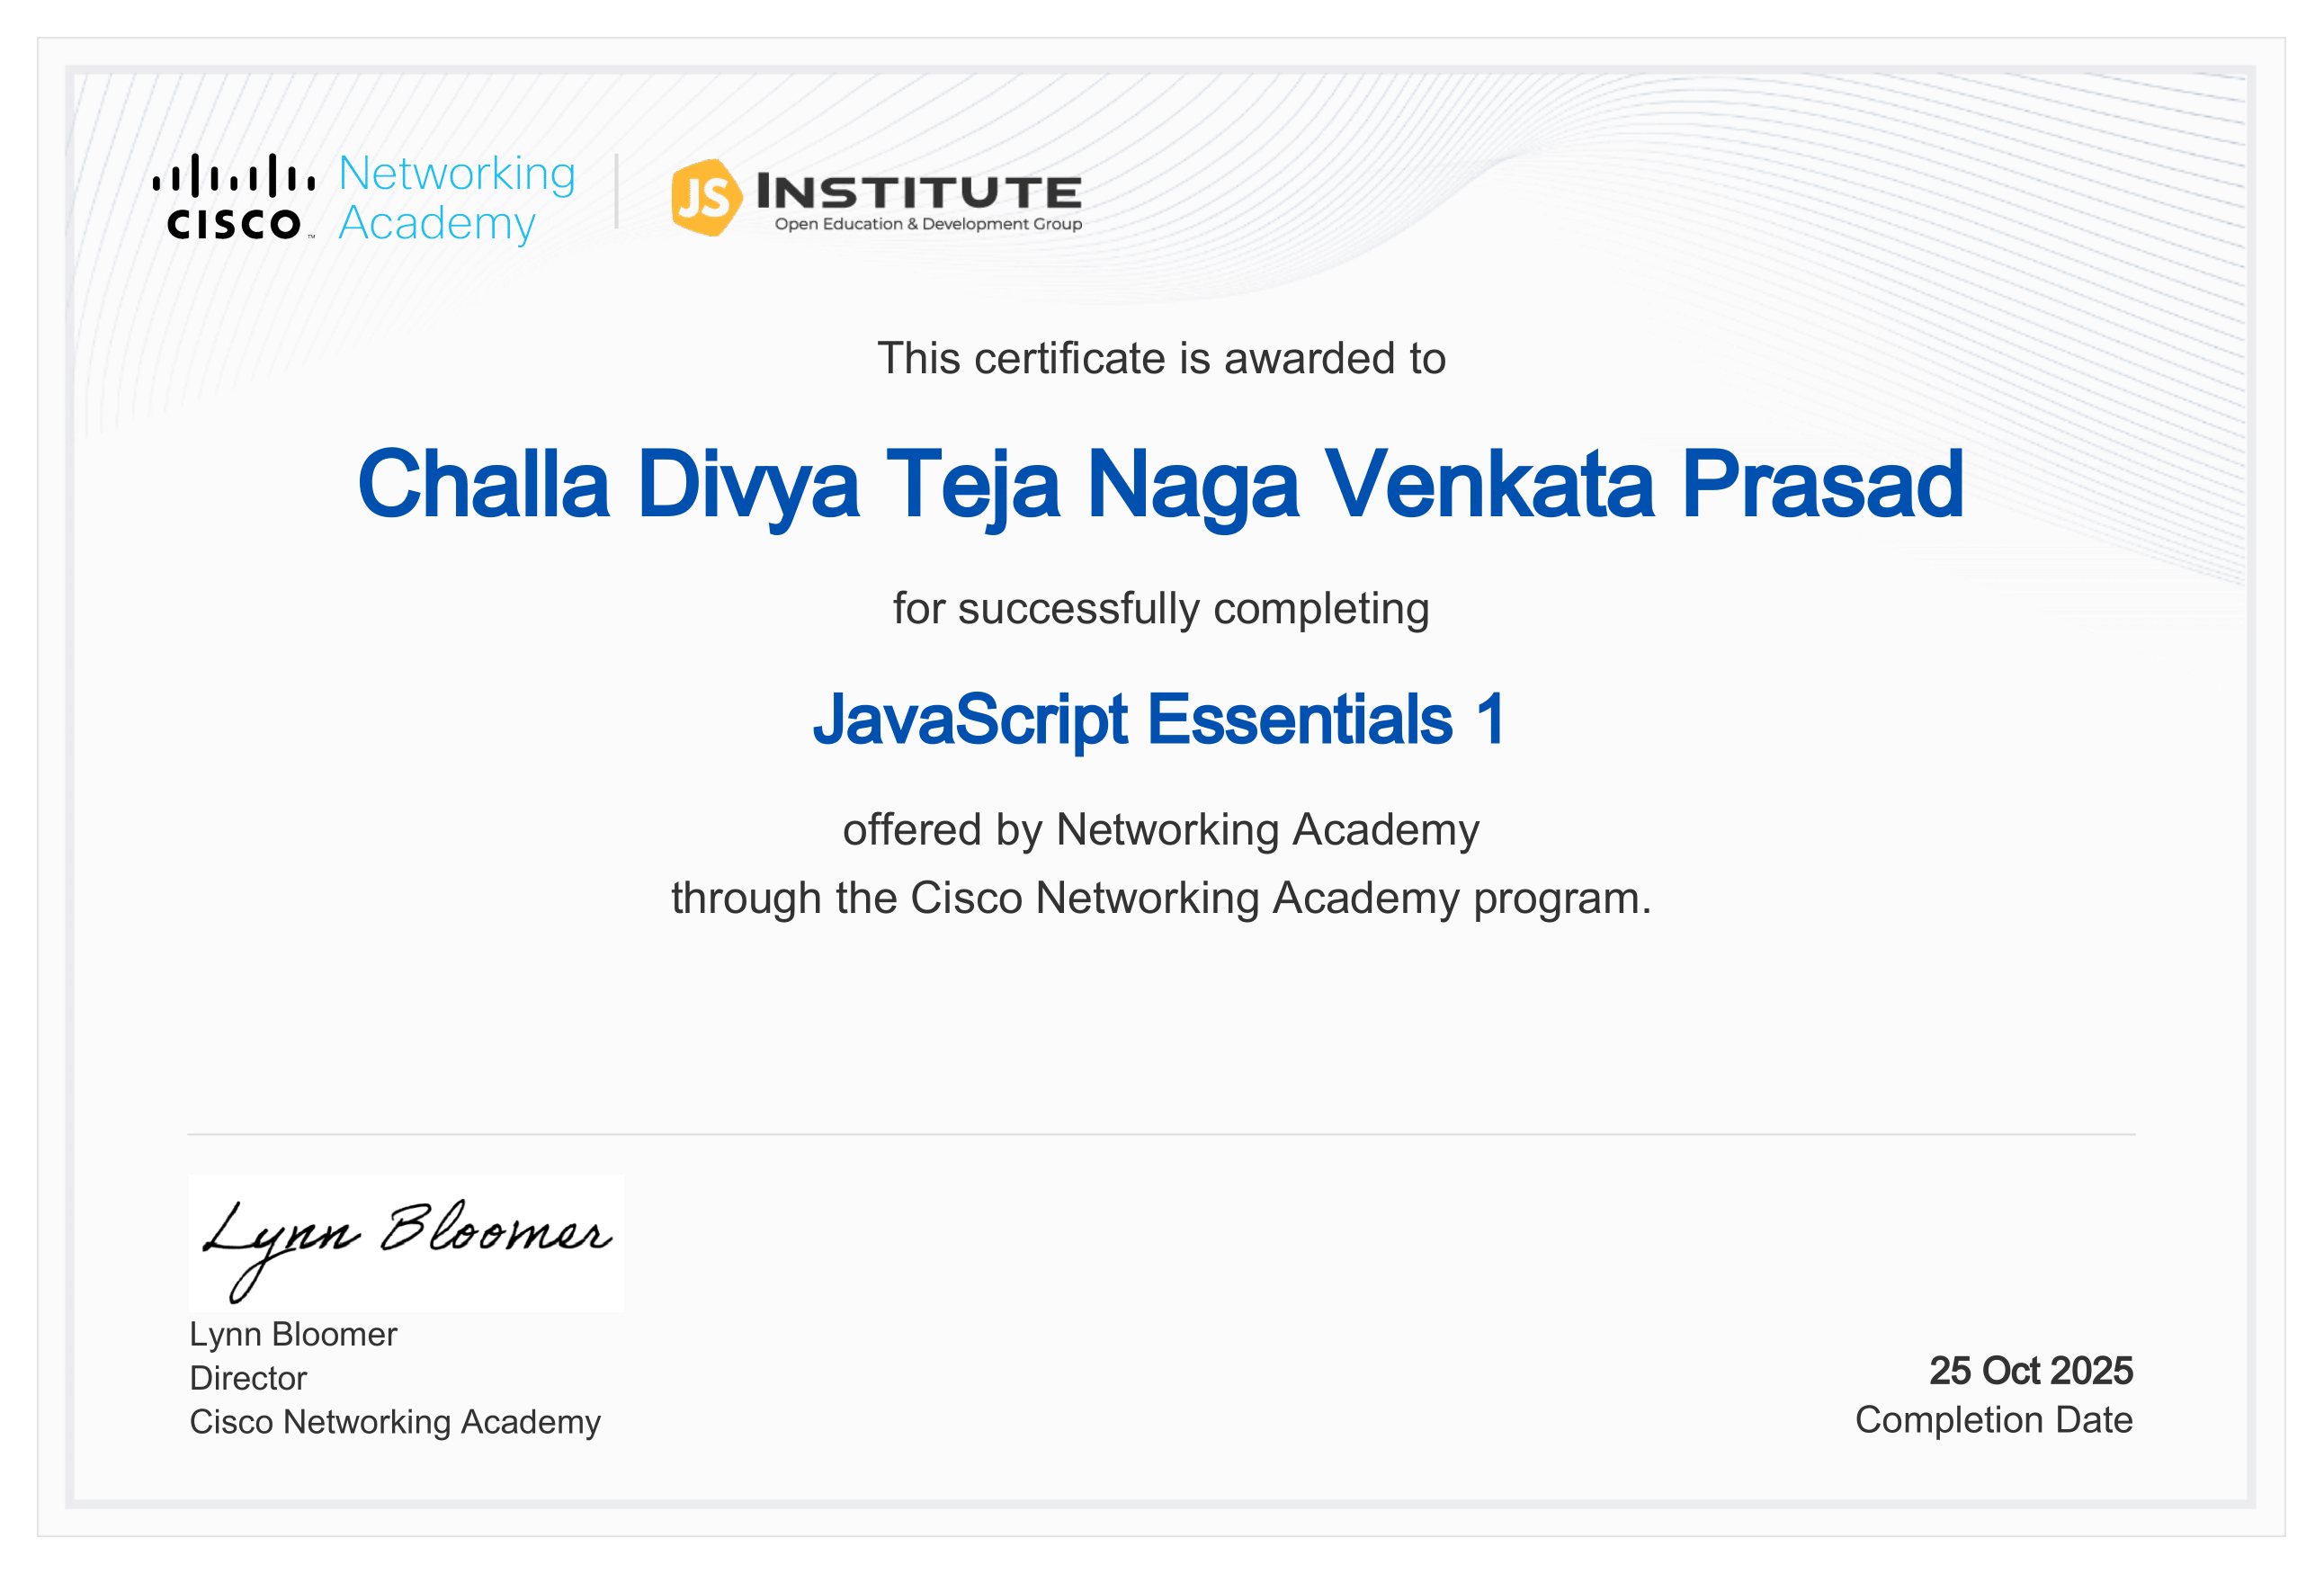 CISCO™ Networking Academy
JS INSTITUTE
Open Education & Development Group
This certificate is awarded to
Challa Divya Teja Naga Venkata Prasad
for successfully completing
JavaScript Essentials 1
offered by Networking Academy
through the Cisco Networking Academy program.
Lynn Bloomer
Lynn Bloomer
Director
Cisco Networking Academy
25 Oct 2025
Completion Date